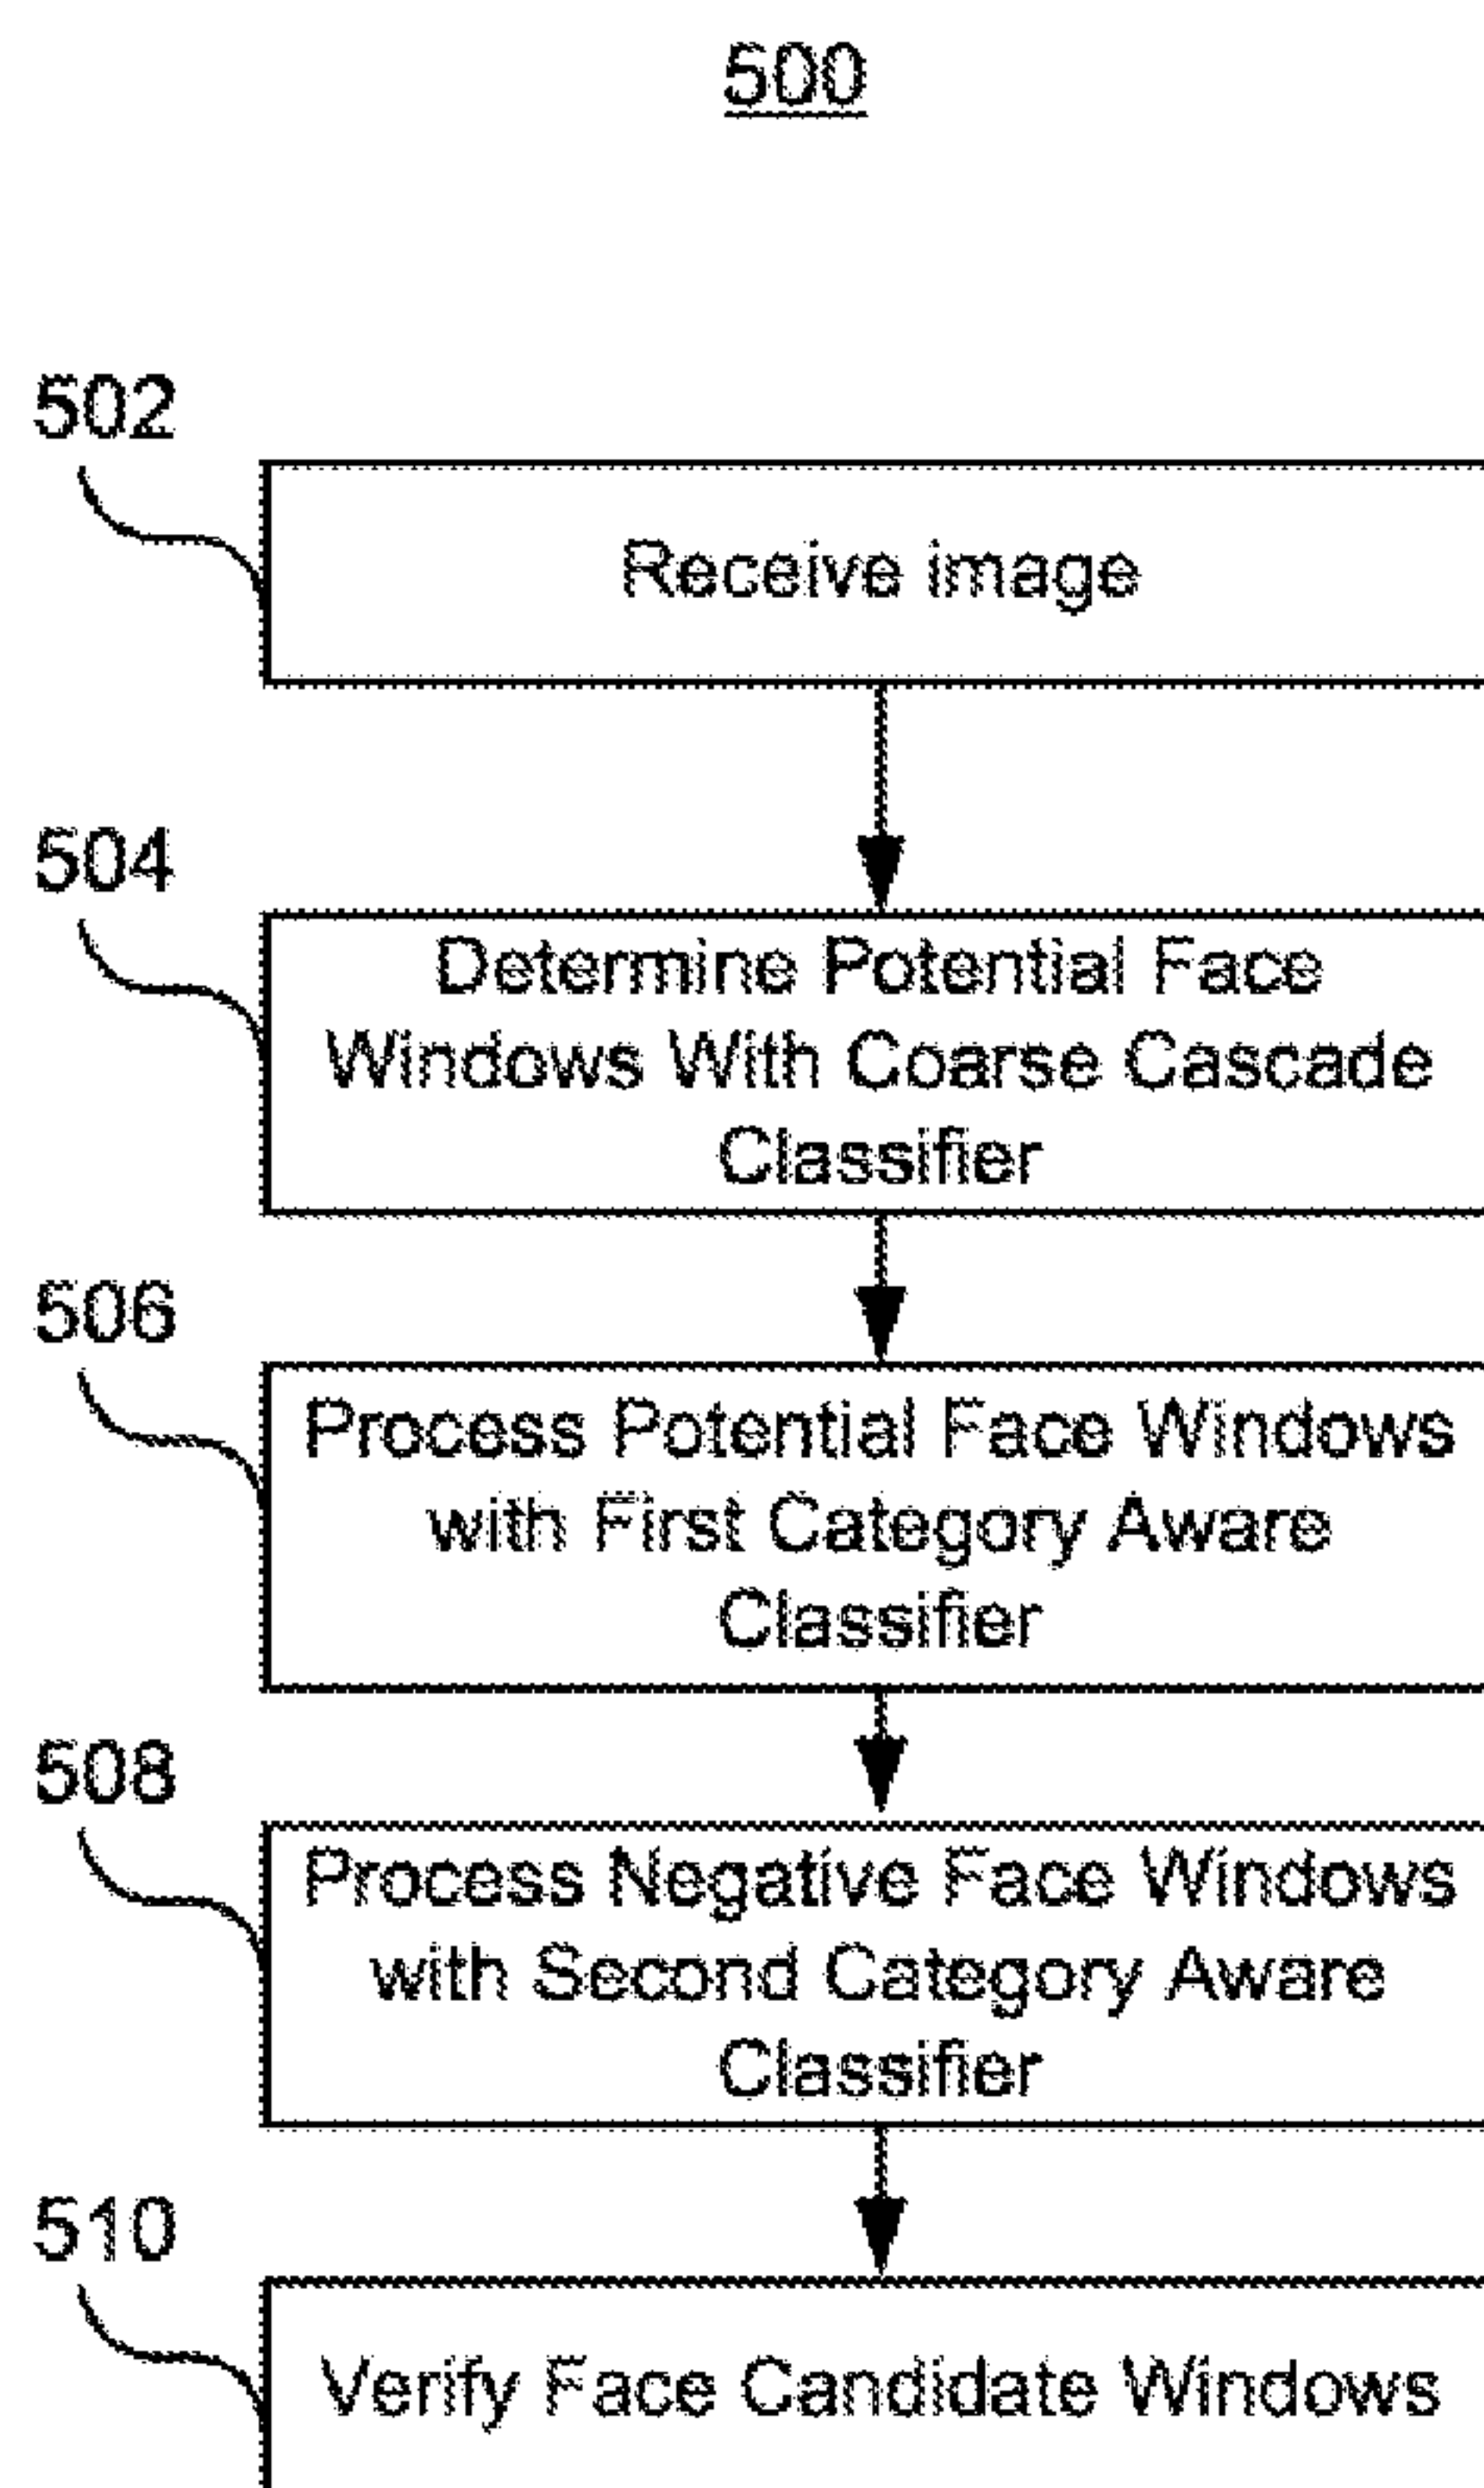 500
502
Receive image
504
Determine Potential Face
Windows With Coarse Cascade
Classifier
506
Process Potential Face Windows
with First Category Aware
Classifier
508
Process Negative Face Windows
with Second Category Aware
Classifier
510
Verify Face Candidate Windows